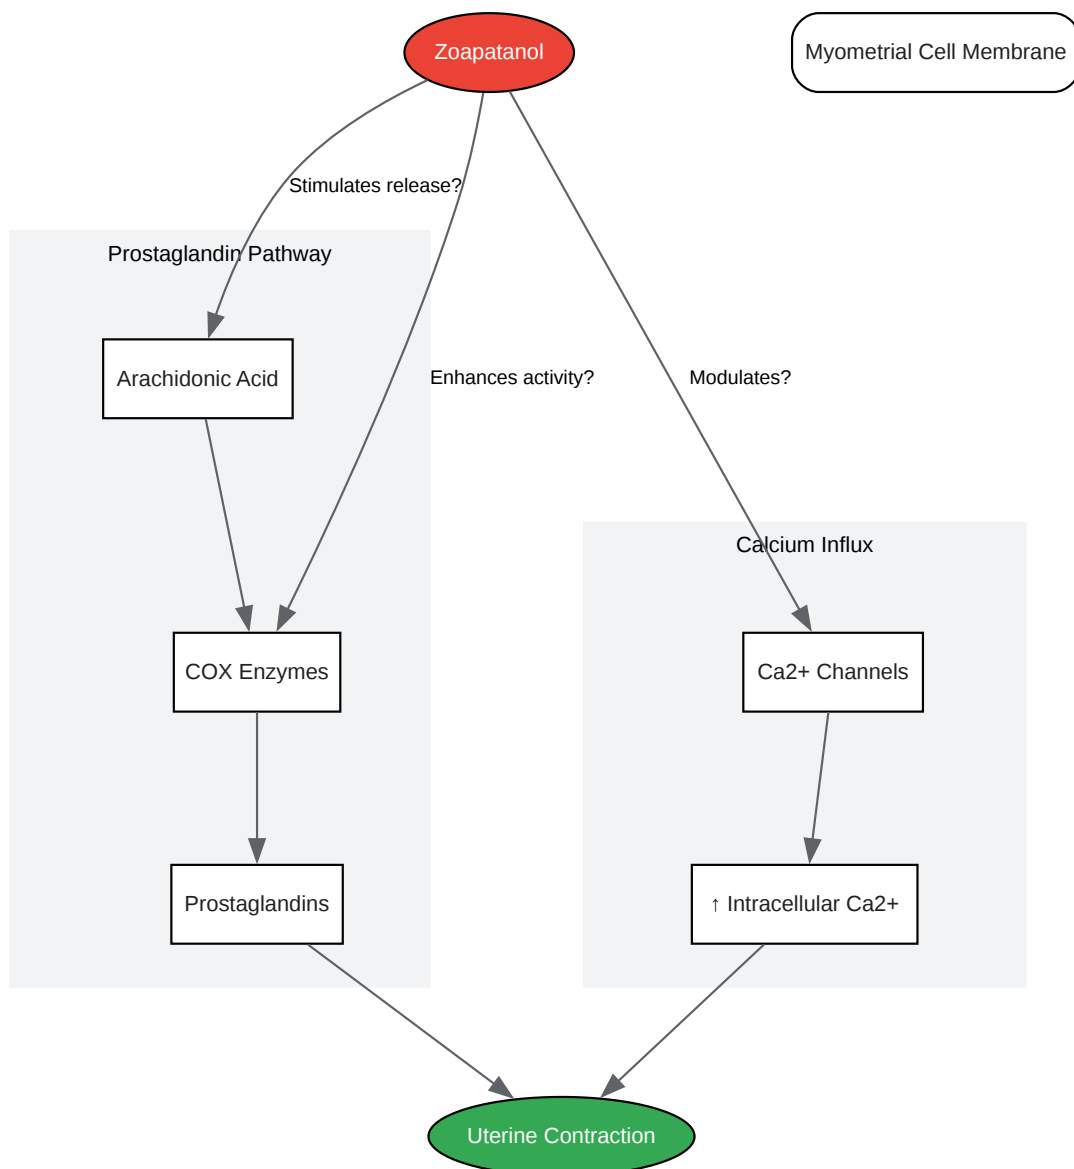 Zoapatanol
Myometrial Cell Membrane
Stimulates release?
Prostaglandin Pathway
Arachidonic Acid
Enhances activity?
Modulates?
Calcium Influx
COX Enzymes
Ca2+ Channels
Prostaglandins
↑ Intracellular Ca2+
Uterine Contraction